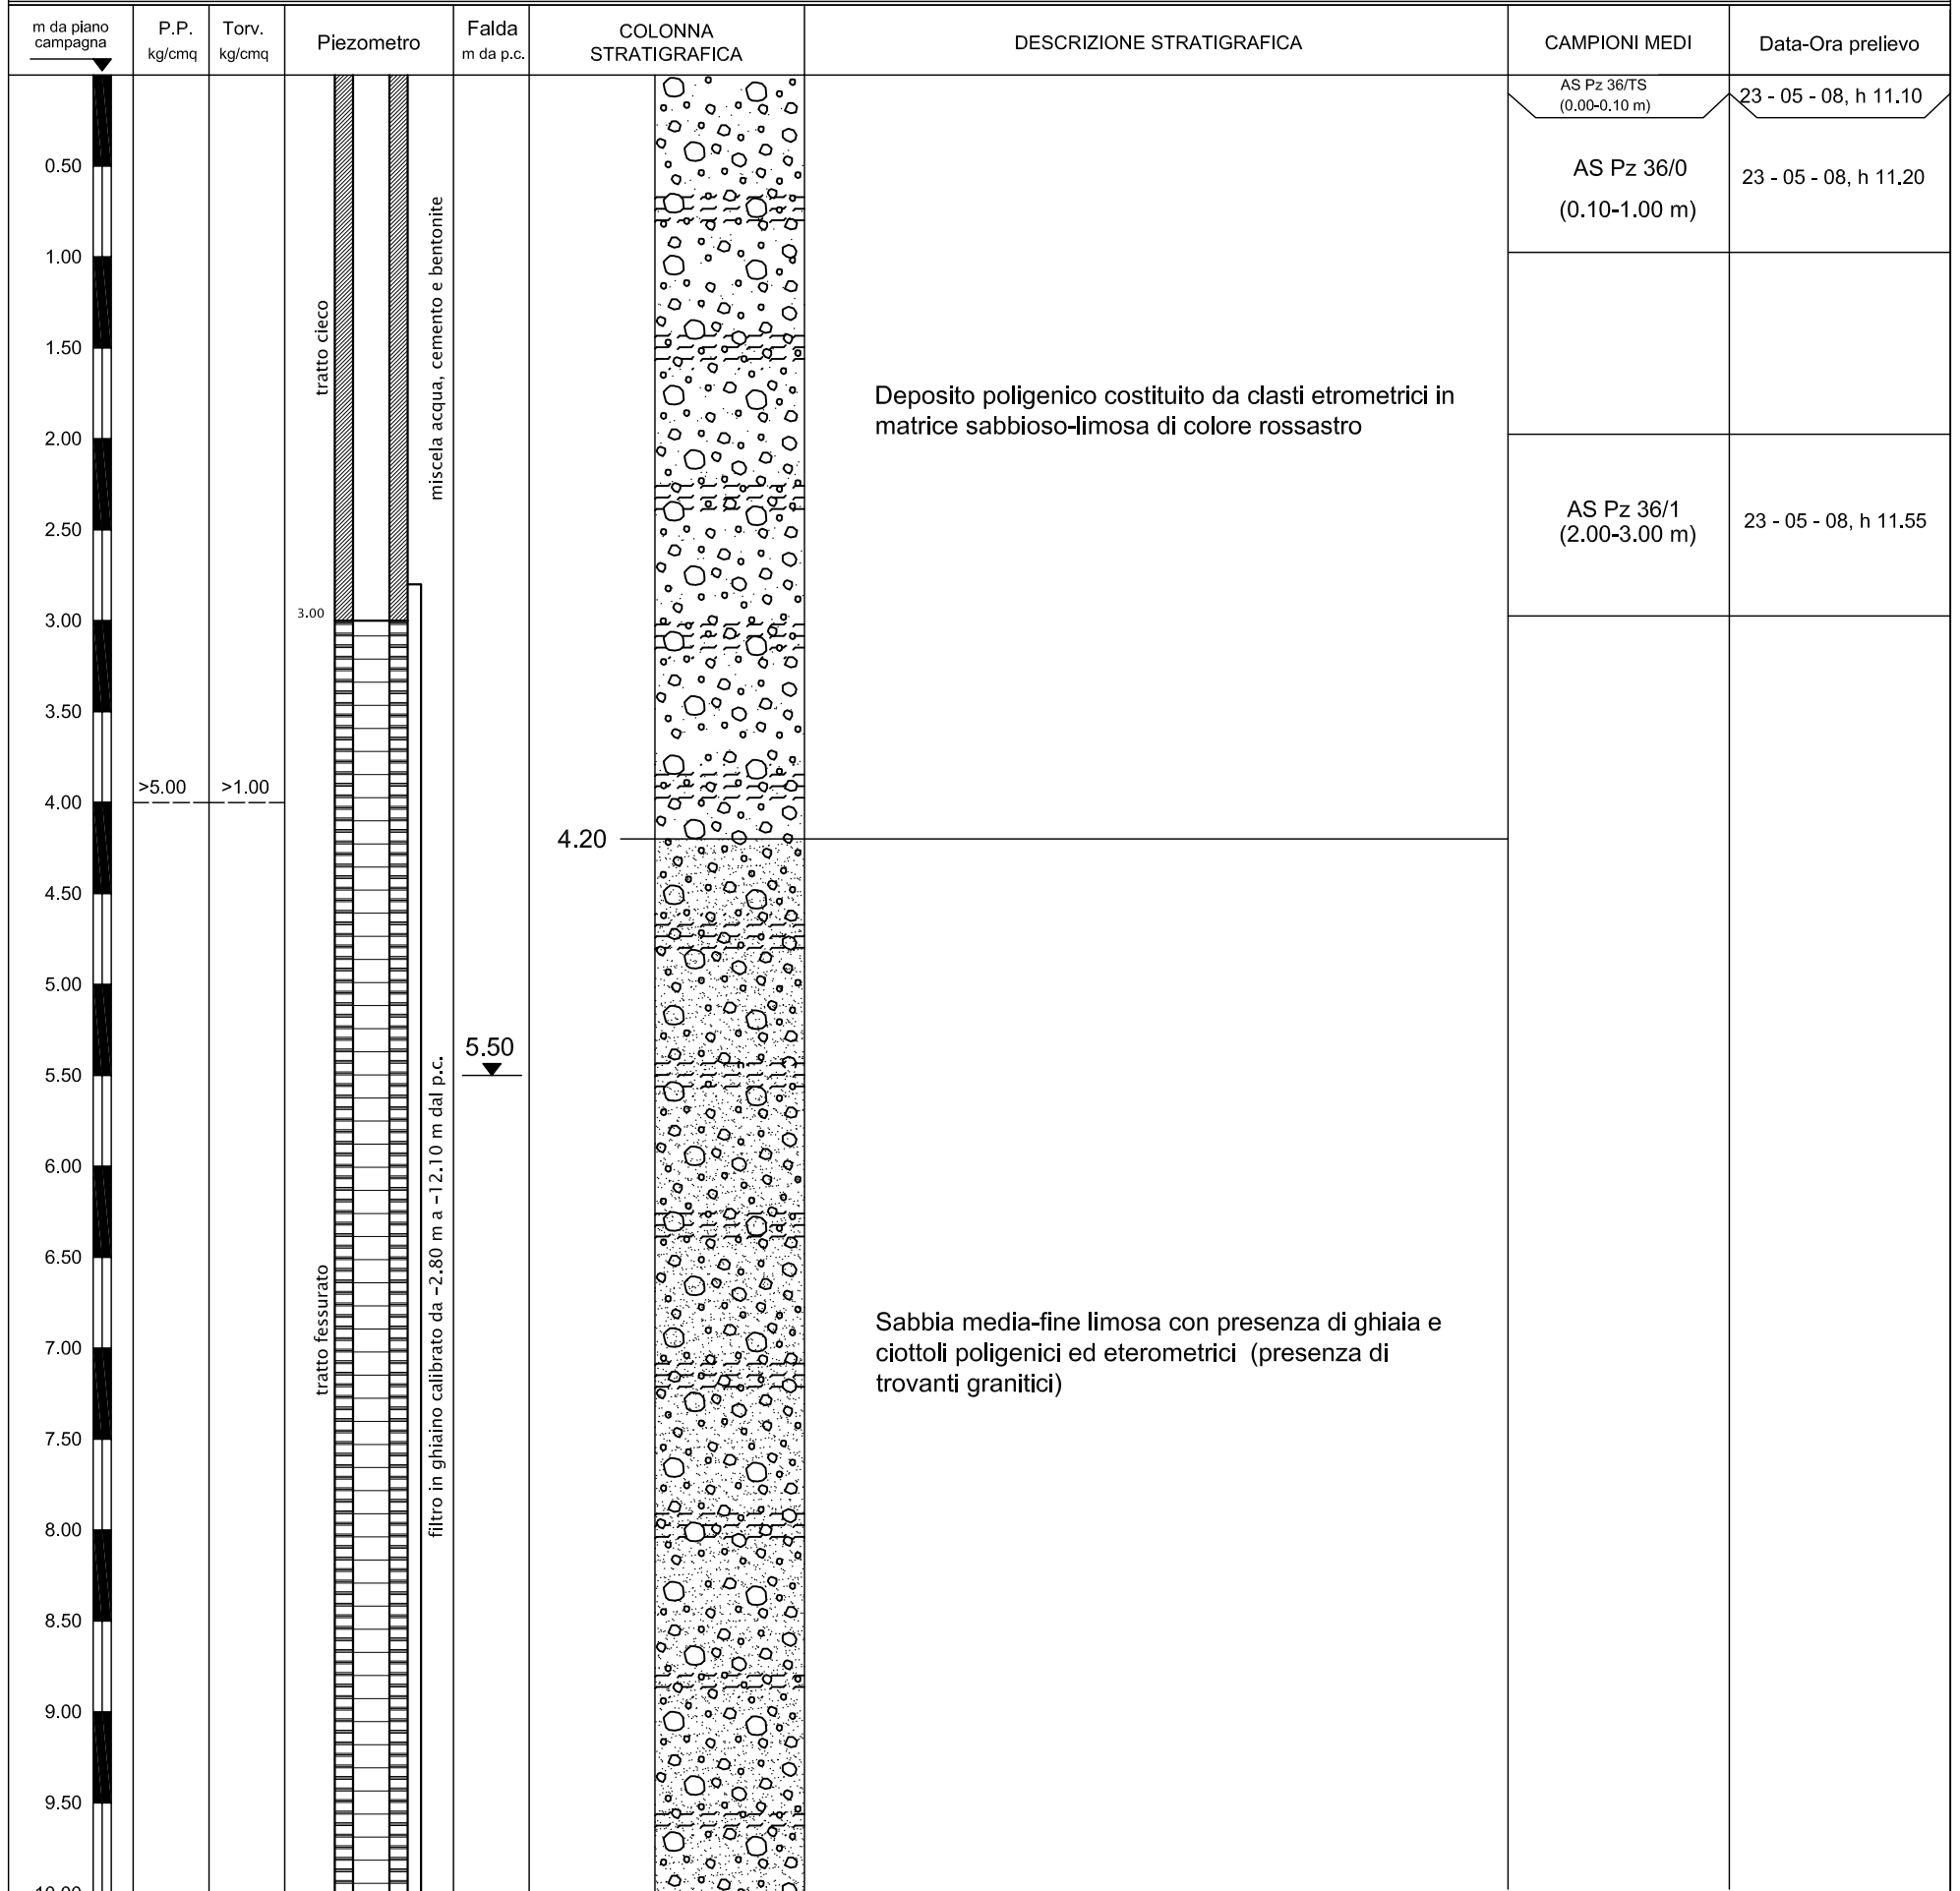 m da piano
campagna
P.P.
kg/cmq
Torv.
kg/cmq
Piezometro
Falda
m da p.c.
COLONNA
STRATIGRAFICA
DESCRIZIONE STRATIGRAFICA
CAMPIONI MEDI
Data-Ora prelievo
AS Pz 36/TS
(0.00-0.10 m)
23 - 05 - 08, h 11.10
0.50
AS Pz 36/0
(0.10-1.00 m)
23 - 05 - 08, h 11.20
1.00
tratto cieco
miscela acqua, cemento e bentonite
1.50
Deposito poligenico costituito da clasti etrometrici in
matrice sabbioso-limosa di colore rossastro
2.00
2.50
AS Pz 36/1
(2.00-3.00 m)
23 - 05 - 08, h 11.55
3.00
3.00
3.50
>5.00
>1.00
4.00
4.20
4.50
5.00
5.50
5.50
6.00
6.50
tratto fessurato
filtro in ghiaino calibrato da -2.80 m a -12.10 m dal p.c.
Sabbia media-fine limosa con presenza di ghiaia e
ciottoli poligenici ed eterometrici (presenza di
trovanti granitici)
7.00
7.50
8.00
8.50
9.00
9.50